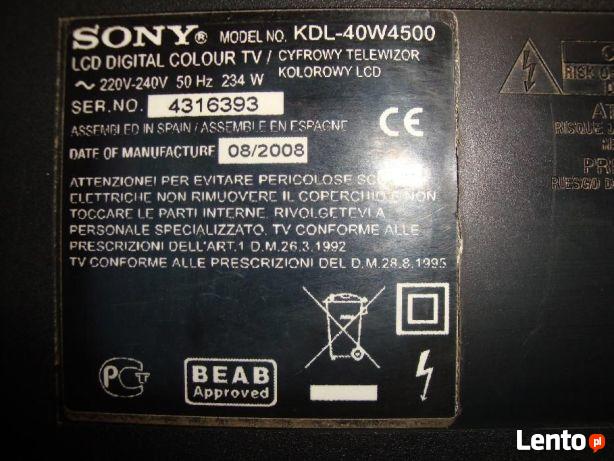 SONY® MODEL NO. KDL-40W4500
LCD DIGITAL COLOUR TV / CYFROWY TELEWIZOR
KOLOROWY LCD
~ 220V-240V 50 Hz 234 W
SER.NO. 4316393
ASSEMBLED IN SPAIN / ASSEMBLE EN ESPAGNE
CE
DATE OF MANUFACTURE 08/2008
ATTENZIONE! PER EVITARE PERICOLOSE
ELETTRICHE NON RIMUOVERE IL COPERCHIO E NON
TOCCARE LE PARTI INTERNE. RIVOLGETEVI A
PERSONALE SPECIALIZZATO. TV CONFORME ALLE
PRESCRIZIONI DELL'ART.1 D.M.26.3.1992
TV CONFORME ALLE PRESCRIZIONI DEL D.M.28.8.1995
BEAB
Approved
RISK
RISQUE
RIESGO D
Lento pl